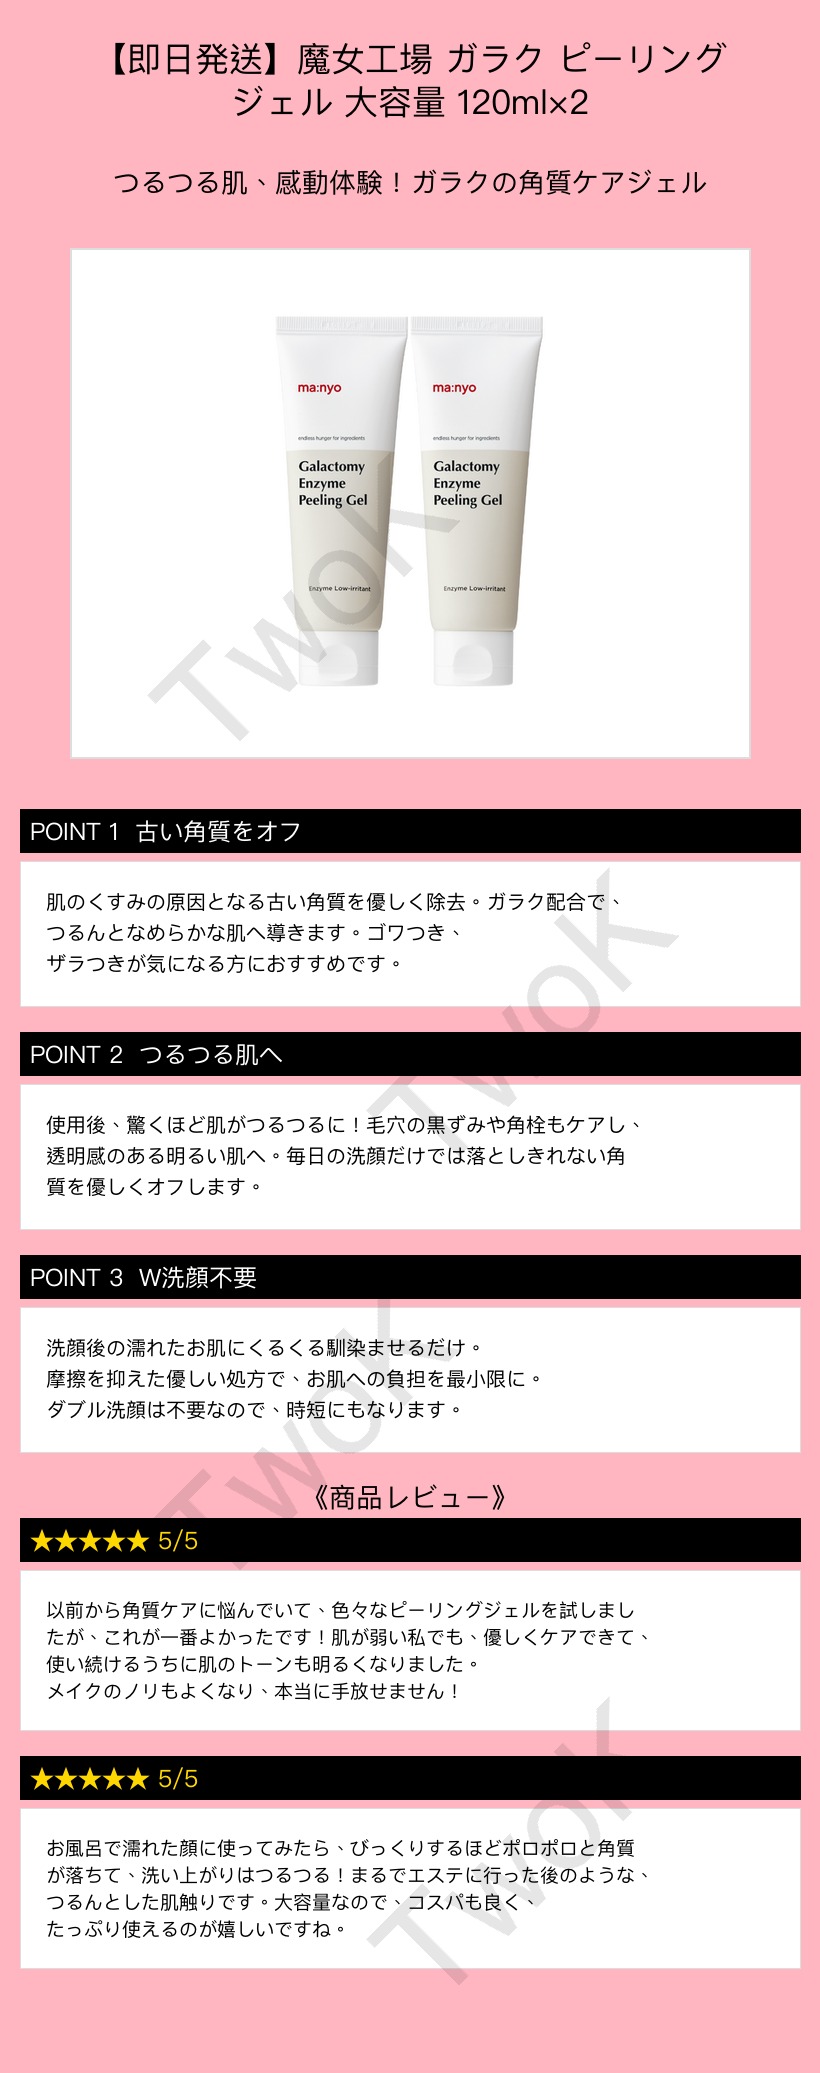 【即日発送】魔女工場 ガラク ピーリング
ジェル 大容量 120ml×2
つるつる肌、感動体験！ガラクの角質ケアジェル
ma:nyo
endless hunger for ingredients
Galactomy
Enzyme
Peeling Gel
Enzyme Low-irritant
ma:nyo
endless hunger for ingredients
Galactomy
Enzyme
Peeling Gel
Enzyme Low-irritant
TwoK
POINT 1 古い角質をオフ
肌のくすみの原因となる古い角質を優しく除去。ガラク配合で、
つるんとなめらかな肌へ導きます。ゴワつき、
ザラつきが気になる方におすすめです。
TwoK
POINT 2 つるつる肌へ
使用後、驚くほど肌がつるつるに！毛穴の黒ずみや角栓もケアし、
透明感のある明るい肌へ。毎日の洗顔だけでは落としきれない角
質を優しくオフします。
POINT 3 W洗顔不要
洗顔後の濡れたお肌にくるくる馴染ませるだけ。
摩擦を抑えた優しい処方で、お肌への負担を最小限に。
ダブル洗顔は不要なので、時短にもなります。
TwoK
《商品レビュー》
★★★★★ 5/5
以前から角質ケアに悩んでいて、色々なピーリングジェルを試しまし
たが、これが一番よかったです！肌が弱い私でも、優しくケアできて、
使い続けるうちに肌のトーンも明るくなりました。
メイクのノリもよくなり、本当に手放せません！
★★★★★ 5/5
お風呂で濡れた顔に使ってみたら、びっくりするほどポロポロと角質
が落ちて、洗い上がりはつるつる！まるでエステに行った後のような、
つるんとした肌触りです。大容量なので、コスパも良く、
たっぷり使えるのが嬉しいですね。
TwoK